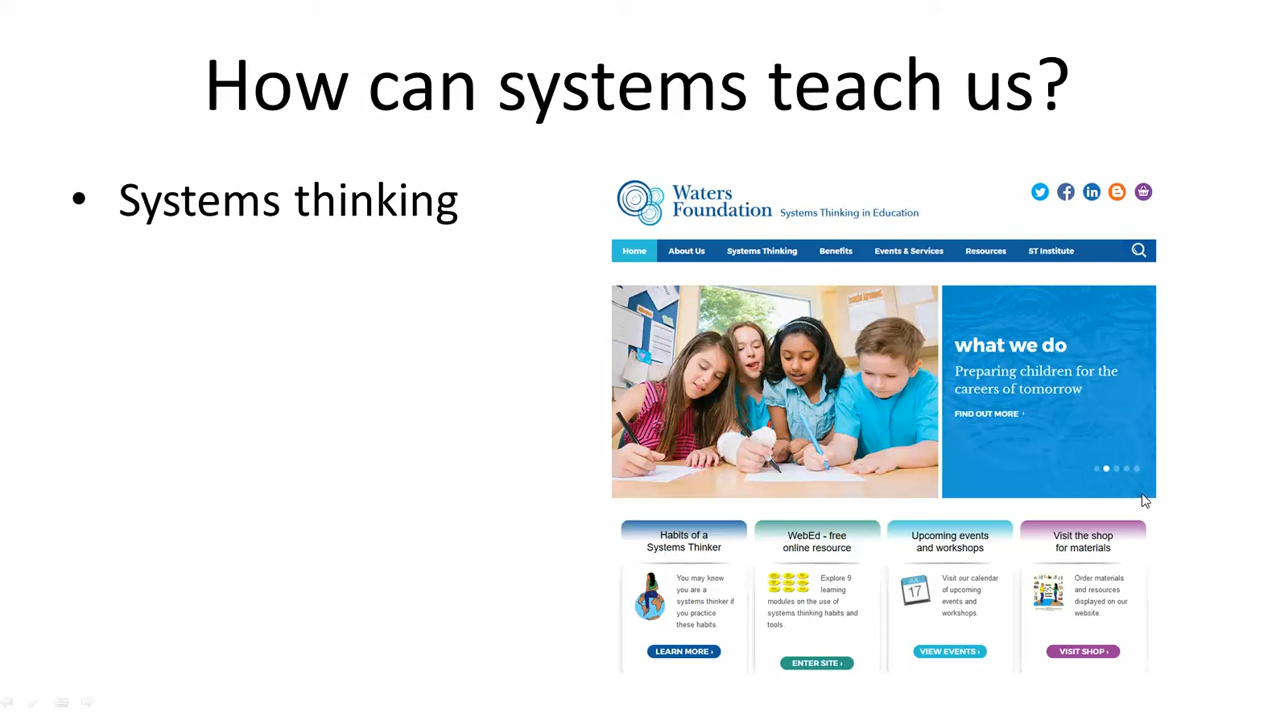 How can systems teach us?
• Systems thinking
Waters
Foundation Systems Thinking in Education
Home About Us Systems Thinking Benefits Events & Services Resources ST Institute
what we do
Preparing children for the
careers of tomorrow
FIND OUT MORE ›
Habits of a
Systems Thinker
You may know
you are a
systems thinker if
you practice
these habits.
LEARN MORE ›
WebEd - free
online resource
Explore 9
learning
modules on the use of
systems thinking habits and
tools.
ENTER SITE ›
Upcoming events
and workshops
17
Visit our calendar
of upcoming
events and
workshops.
VIEW EVENTS ›
Visit the shop
for materials
Order materials
and resources
displayed on our
website.
VISIT SHOP ›